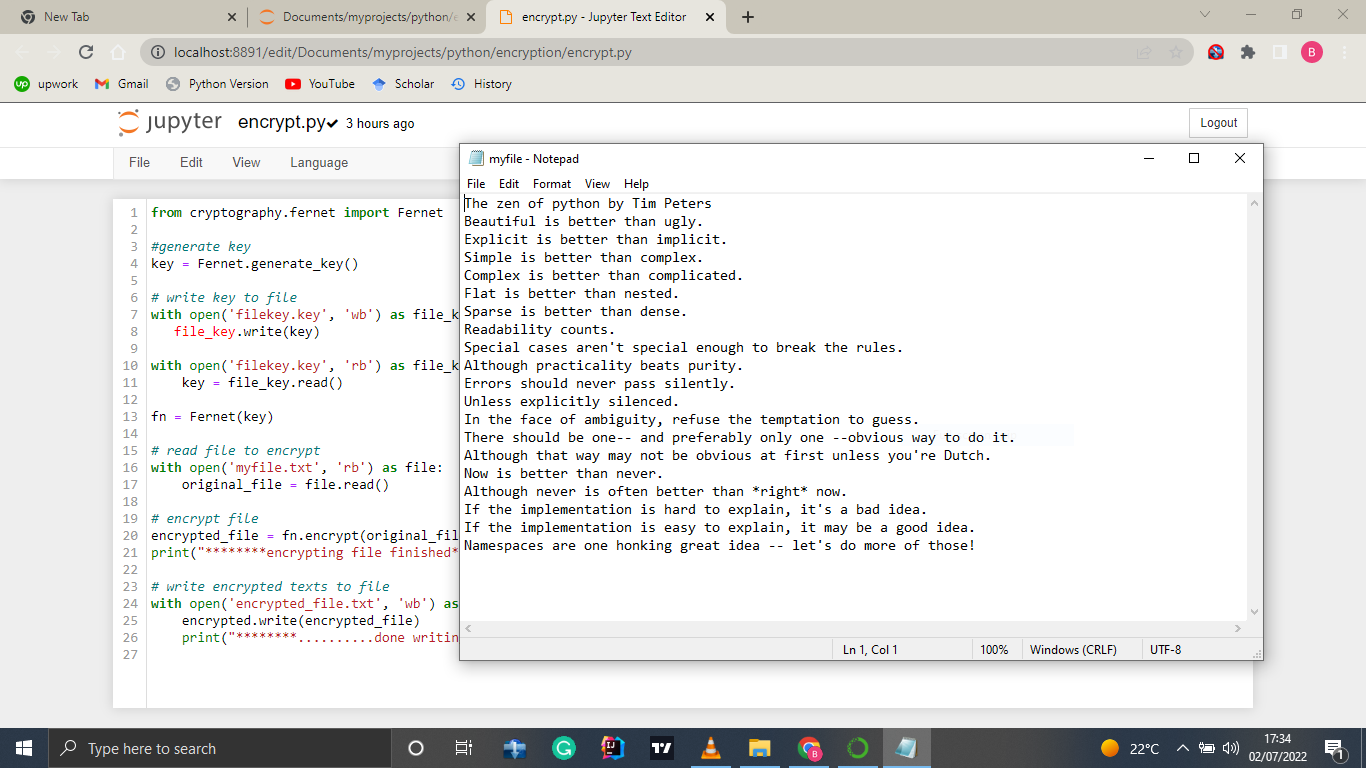 New Tab
Documents/myprojects/python/e
encrypt.py - Jupyter Text Editor
localhost:8891/edit/Documents/myprojects/python/encryption/encrypt.py
B
up upwork
Gmail
Python Version
YouTube
Scholar
History
jupyter encrypt.py 3 hours ago
Logout
File Edit View Language
1 from cryptography.fernet import Fernet
2
3 #generate key
4 key = Fernet.generate_key()
5
6 # write key to file
7 with open('filekey.key', 'wb') as file_k
8 file_key.write(key)
9
10 with open('filekey.key', 'rb') as file_k
11 key = file_key.read()
12
13 fn = Fernet(key)
14
15 # read file to encrypt
16 with open('myfile.txt', 'rb') as file:
17 original_file = file.read()
18
19 # encrypt file
20 encrypted_file = fn.encrypt(original_fil
21 print("********encrypting file finished*
22
23 # write encrypted texts to file
24 with open('encrypted_file.txt', 'wb') as
25 encrypted.write(encrypted_file)
26 print("********..........done writin
27
myfile - Notepad
File Edit Format View Help
The zen of python by Tim Peters
Beautiful is better than ugly.
Explicit is better than implicit.
Simple is better than complex.
Complex is better than complicated.
Flat is better than nested.
Sparse is better than dense.
Readability counts.
Special cases aren't special enough to break the rules.
Although practicality beats purity.
Errors should never pass silently.
Unless explicitly silenced.
In the face of ambiguity, refuse the temptation to guess.
There should be one-- and preferably only one --obvious way to do it.
Although that way may not be obvious at first unless you're Dutch.
Now is better than never.
Although never is often better than *right* now.
If the implementation is hard to explain, it's a bad idea.
If the implementation is easy to explain, it may be a good idea.
Namespaces are one honking great idea -- let's do more of those!
Ln 1, Col 1
100%
Windows (CRLF)
UTF-8
Type here to search
22°C
17:34
02/07/2022
1